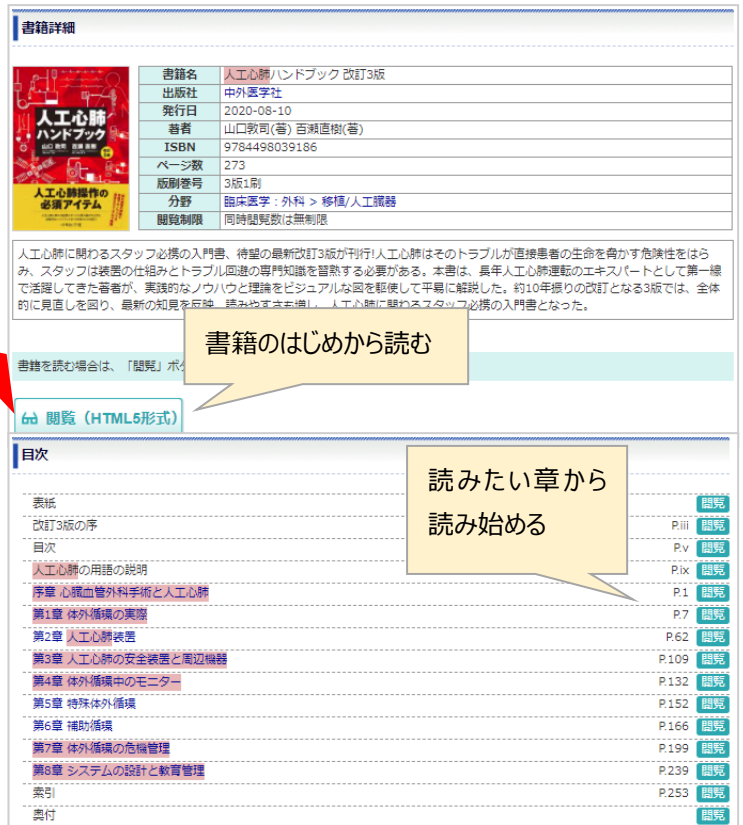 書籍詳細
人工心肺
ハンドブック
人工心肺操作の
必須アイテム
書籍名 人工心肺ハンドブック 改訂3版
出版社 中外医学社
発行日 2020-08-10
著者 山口敦司(著) 百瀬直樹(著)
ISBN 9784498039186
ページ数 273
版刷巻号 3版1刷
分野 臨床医学：外科 > 移植/人工臓器
閲覧制限 同時閲覧数は無制限
人工心肺に関わるスタッフ必携の入門書、待望の最新改訂3版が刊行!人工心肺はそのトラブルが直接患者の生命を脅かす危険性をはら
み、スタッフは装置の仕組みとトラブル回避の専門知識を習熟する必要がある。本書は、長年人工心肺運転のエキスパートとして第一線
で活躍してきた著者が、実践的なノウハウと理論をビジュアルな図を駆使して平易に解説した。約10年振りの改訂となる3版では、全体
的に見直しを図り、最新の知見を反映、読みやすさも増し、人工心肺に関わるスタッフ必携の入門書となった。
書籍のはじめから読む
書籍を読む場合は、「閲覧」ボ
閲覧（HTML5形式）
目次
読みたい章から
読み始める
表紙 閲覧
改訂3版の序 P.iii 閲覧
目次 P.v 閲覧
人工心肺の用語の説明 P.ix 閲覧
序章 心臓血管外科手術と人工心肺 P.1 閲覧
第1章 体外循環の実際 P.7 閲覧
第2章 人工心肺装置 P.62 閲覧
第3章 人工心肺の安全装置と周辺機器 P.109 閲覧
第4章 体外循環中のモニター P.132 閲覧
第5章 特殊体外循環 P.152 閲覧
第6章 補助循環 P.166 閲覧
第7章 体外循環の危機管理 P.199 閲覧
第8章 システムの設計と教育管理 P.239 閲覧
索引 P.253 閲覧
奥付 閲覧